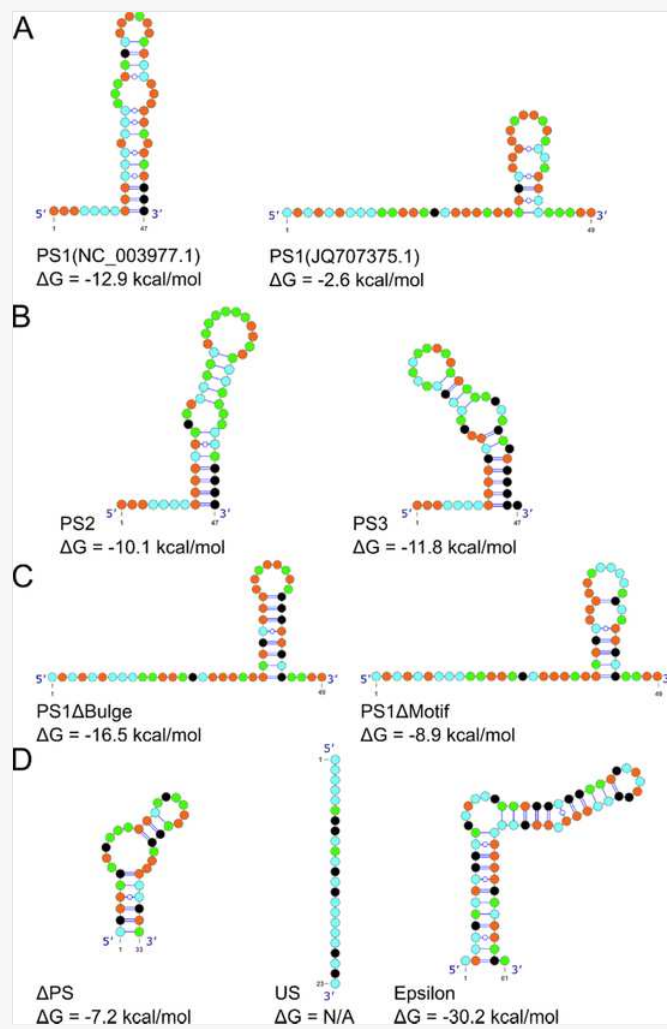 A
5' 1 47 3'
5' 1 49 3'
PS1(NC_003977.1)
ΔG = -12.9 kcal/mol
PS1(JQ707375.1)
ΔG = -2.6 kcal/mol
B
5' 1 47 3'
5' 1 47 3'
PS2
ΔG = -10.1 kcal/mol
PS3
ΔG = -11.8 kcal/mol
C
5' 1 49 3'
5' 1 49 3'
PS1ΔBulge
ΔG = -16.5 kcal/mol
PS1ΔMotif
ΔG = -8.9 kcal/mol
D
5'
1
5' 1 33 3'
23
3'
5' 1 61 3'
ΔPS
ΔG = -7.2 kcal/mol
US
ΔG = N/A
Epsilon
ΔG = -30.2 kcal/mol